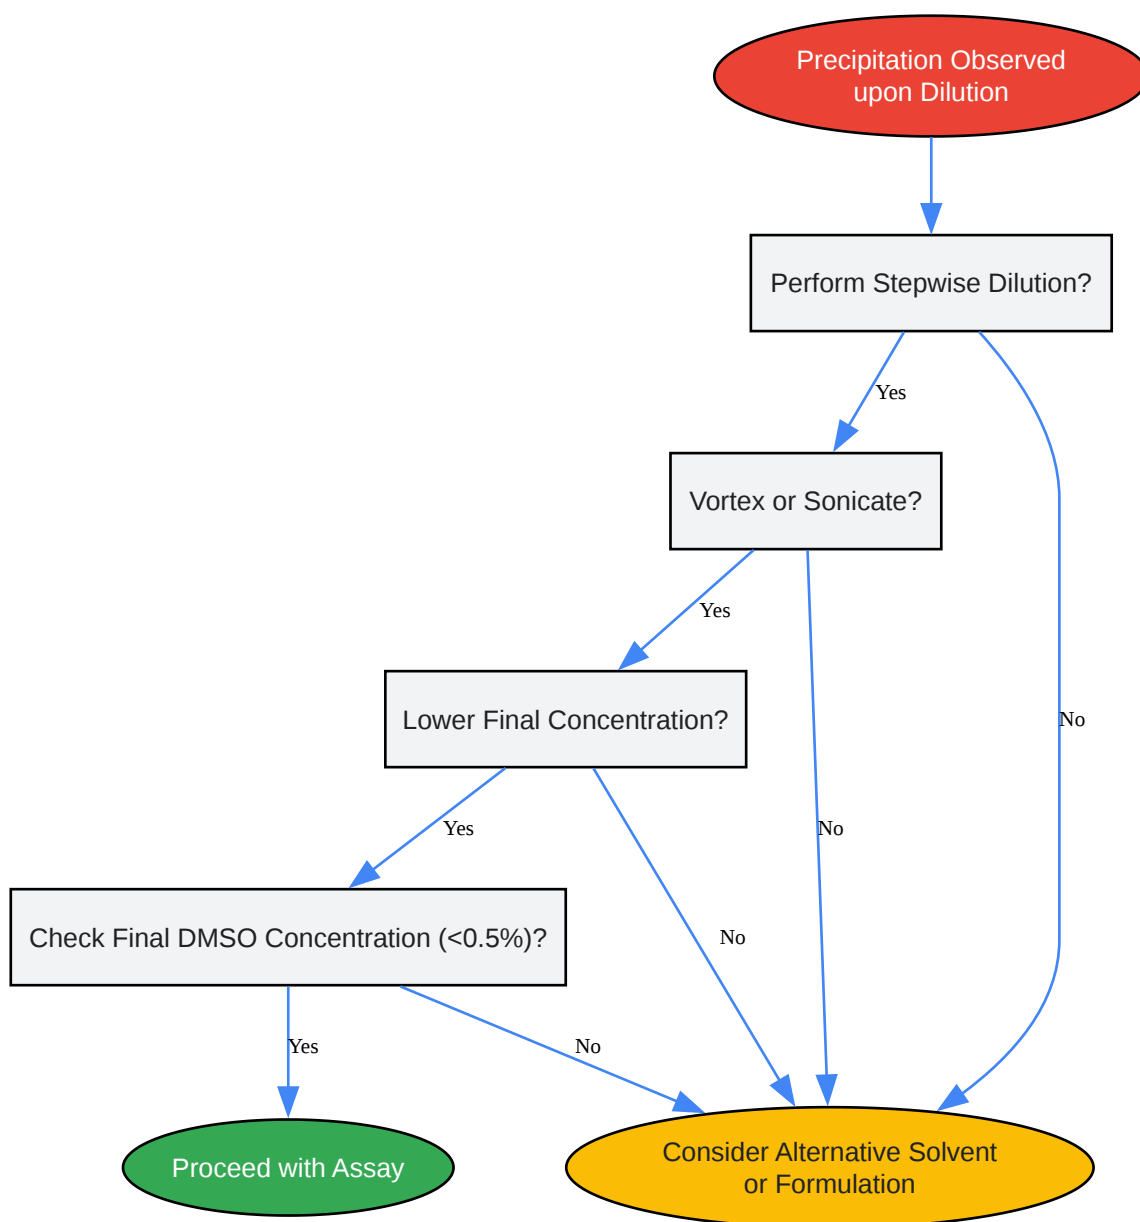 Precipitation Observed
upon Dilution
Perform Stepwise Dilution?
Yes
Vortex or Sonicate?
Yes
Lower Final Concentration?
No
Yes
No
Check Final DMSO Concentration (<0.5%)?
No
Yes
No
Proceed with Assay
Consider Alternative Solvent
or Formulation